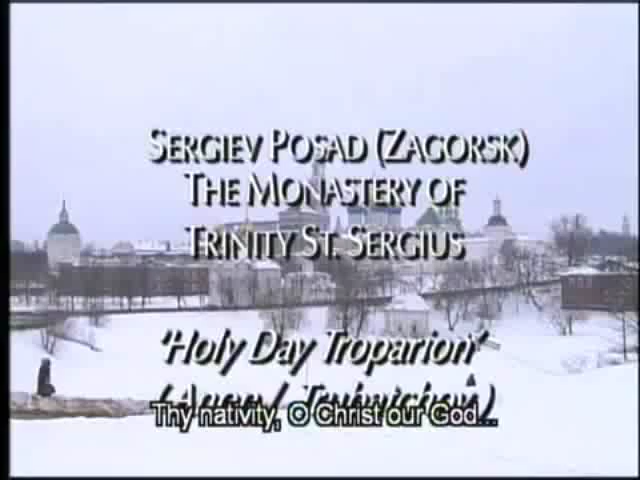 SERGIEV POSAD (ZAGORSK)
THE MONASTERY OF
TRINITY ST. SERGIUS
'Holy Day Troparion'
Thy nativity, O Christ our God...